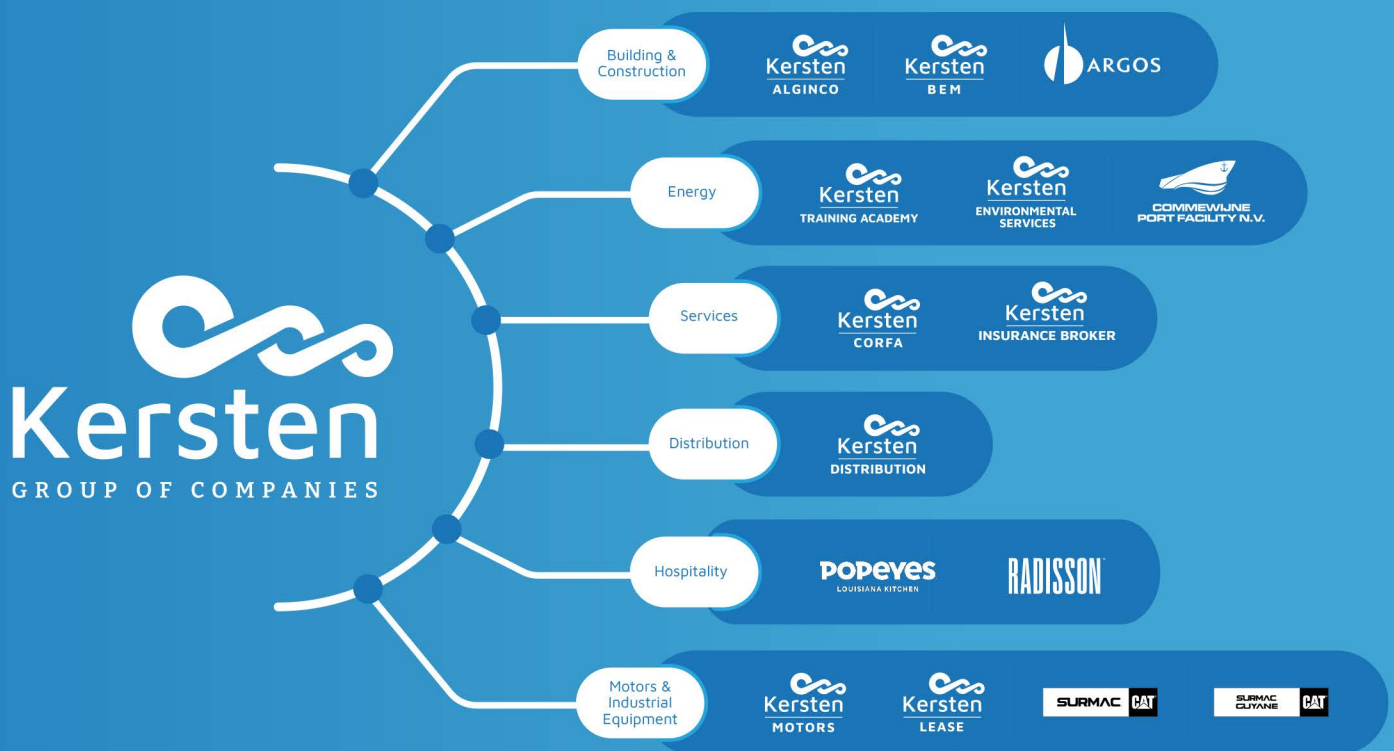 Kersten
GROUP OF COMPANIES
Building &
Construction
Kersten
ALGINCO
Kersten
BEM
ARGOS
Energy
Kersten
TRAINING ACADEMY
Kersten
ENVIRONMENTAL
SERVICES
COMMEWIJNE
PORT FACILITY N.V.
Services
Kersten
CORFA
Kersten
INSURANCE BROKER
Distribution
Kersten
DISTRIBUTION
Hospitality
POPEYES
LOUISIANA KITCHEN
RADISSON
Motors &
Industrial
Equipment
Kersten
MOTORS
Kersten
LEASE
SURMAC CAT
SURMAC
GUYANE
CAT